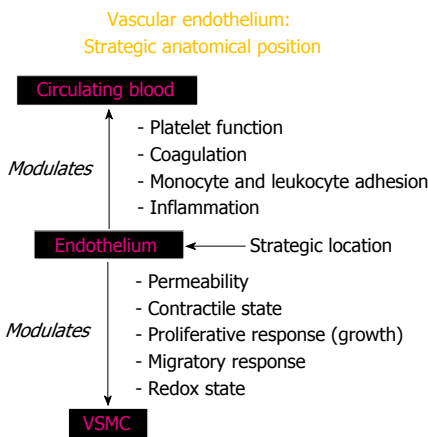 Vascular endothelium:
Strategic anatomical position
Circulating blood
- Platelet function
- Coagulation
Modulates
- Monocyte and leukocyte adhesion
- Inflammation
Endothelium
Strategic location
- Permeability
- Contractile state
Modulates
- Proliferative response (growth)
- Migratory response
- Redox state
VSMC